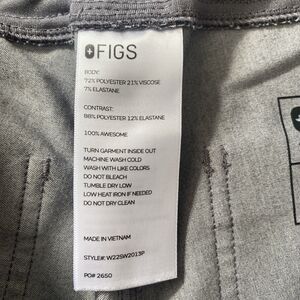 FIGS
BODY:
72% POLYESTER 21% VISCOSE
7% ELASTANE
CONTRAST:
88% POLYESTER 12% ELASTANE
100% AWESOME
TURN GARMENT INSIDE OUT
MACHINE WASH COLD
WASH WITH LIKE COLORS
DO NOT BLEACH
TUMBLE DRY LOW
LOW HEAT IRON IF NEEDED
DO NOT DRY CLEAN
MADE IN VIETNAM
STYLE#: W22SW2013P
PO# 2650